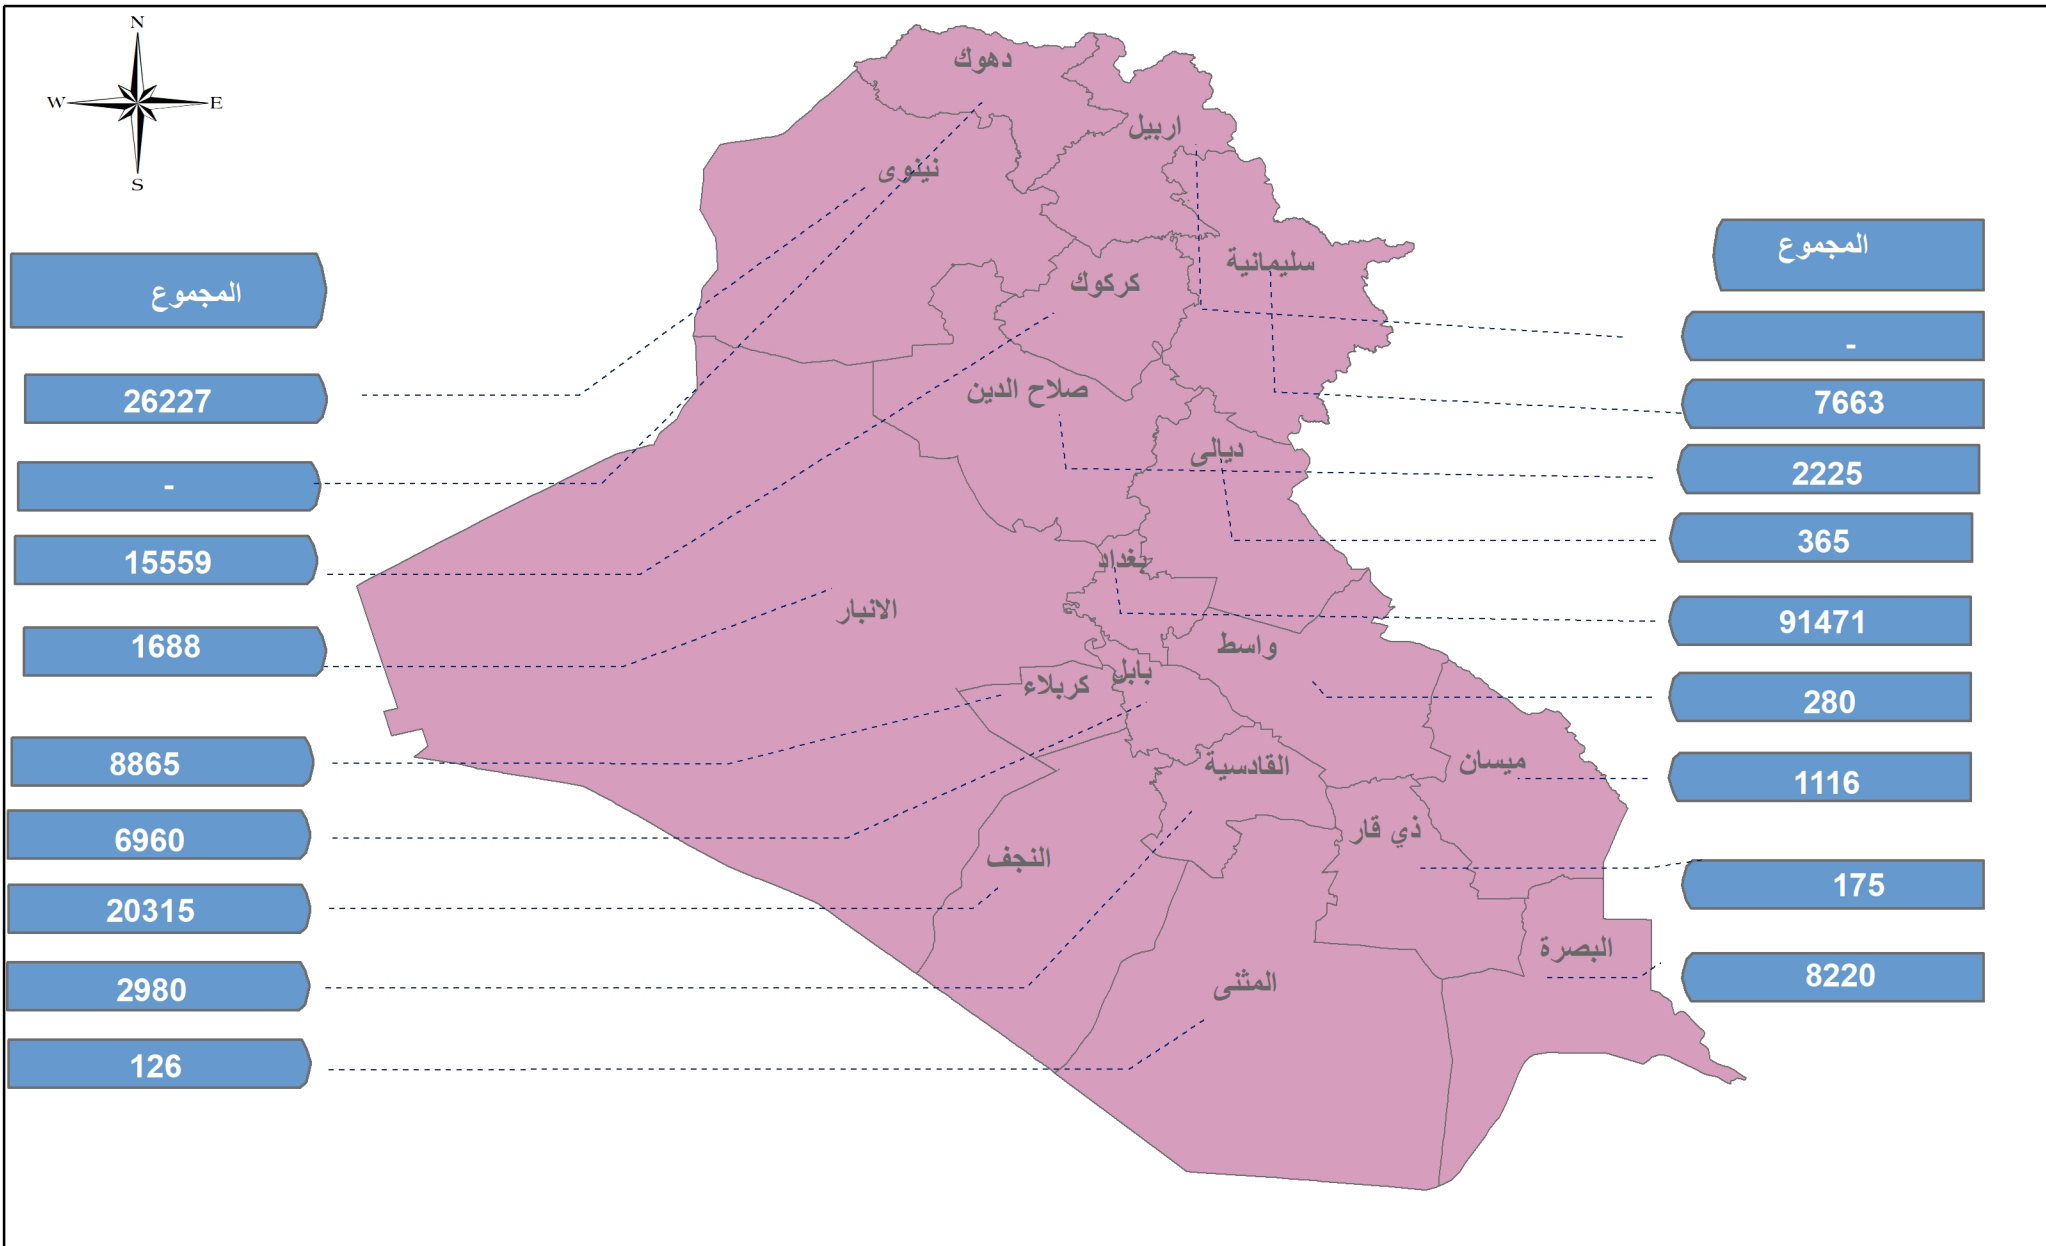 N
W E
S
دهوك
اربيل
نينوى
سليمانية
كركوك
صلاح الدين
ديالى
بغداد
الانبار
واسط
بابل
كربلاء
القادسية
ميسان
ذي قار
النجف
البصرة
المثنى
المجموع
-
7663
2225
365
91471
280
1116
175
8220
المجموع
26227
-
15559
1688
8865
6960
20315
2980
126